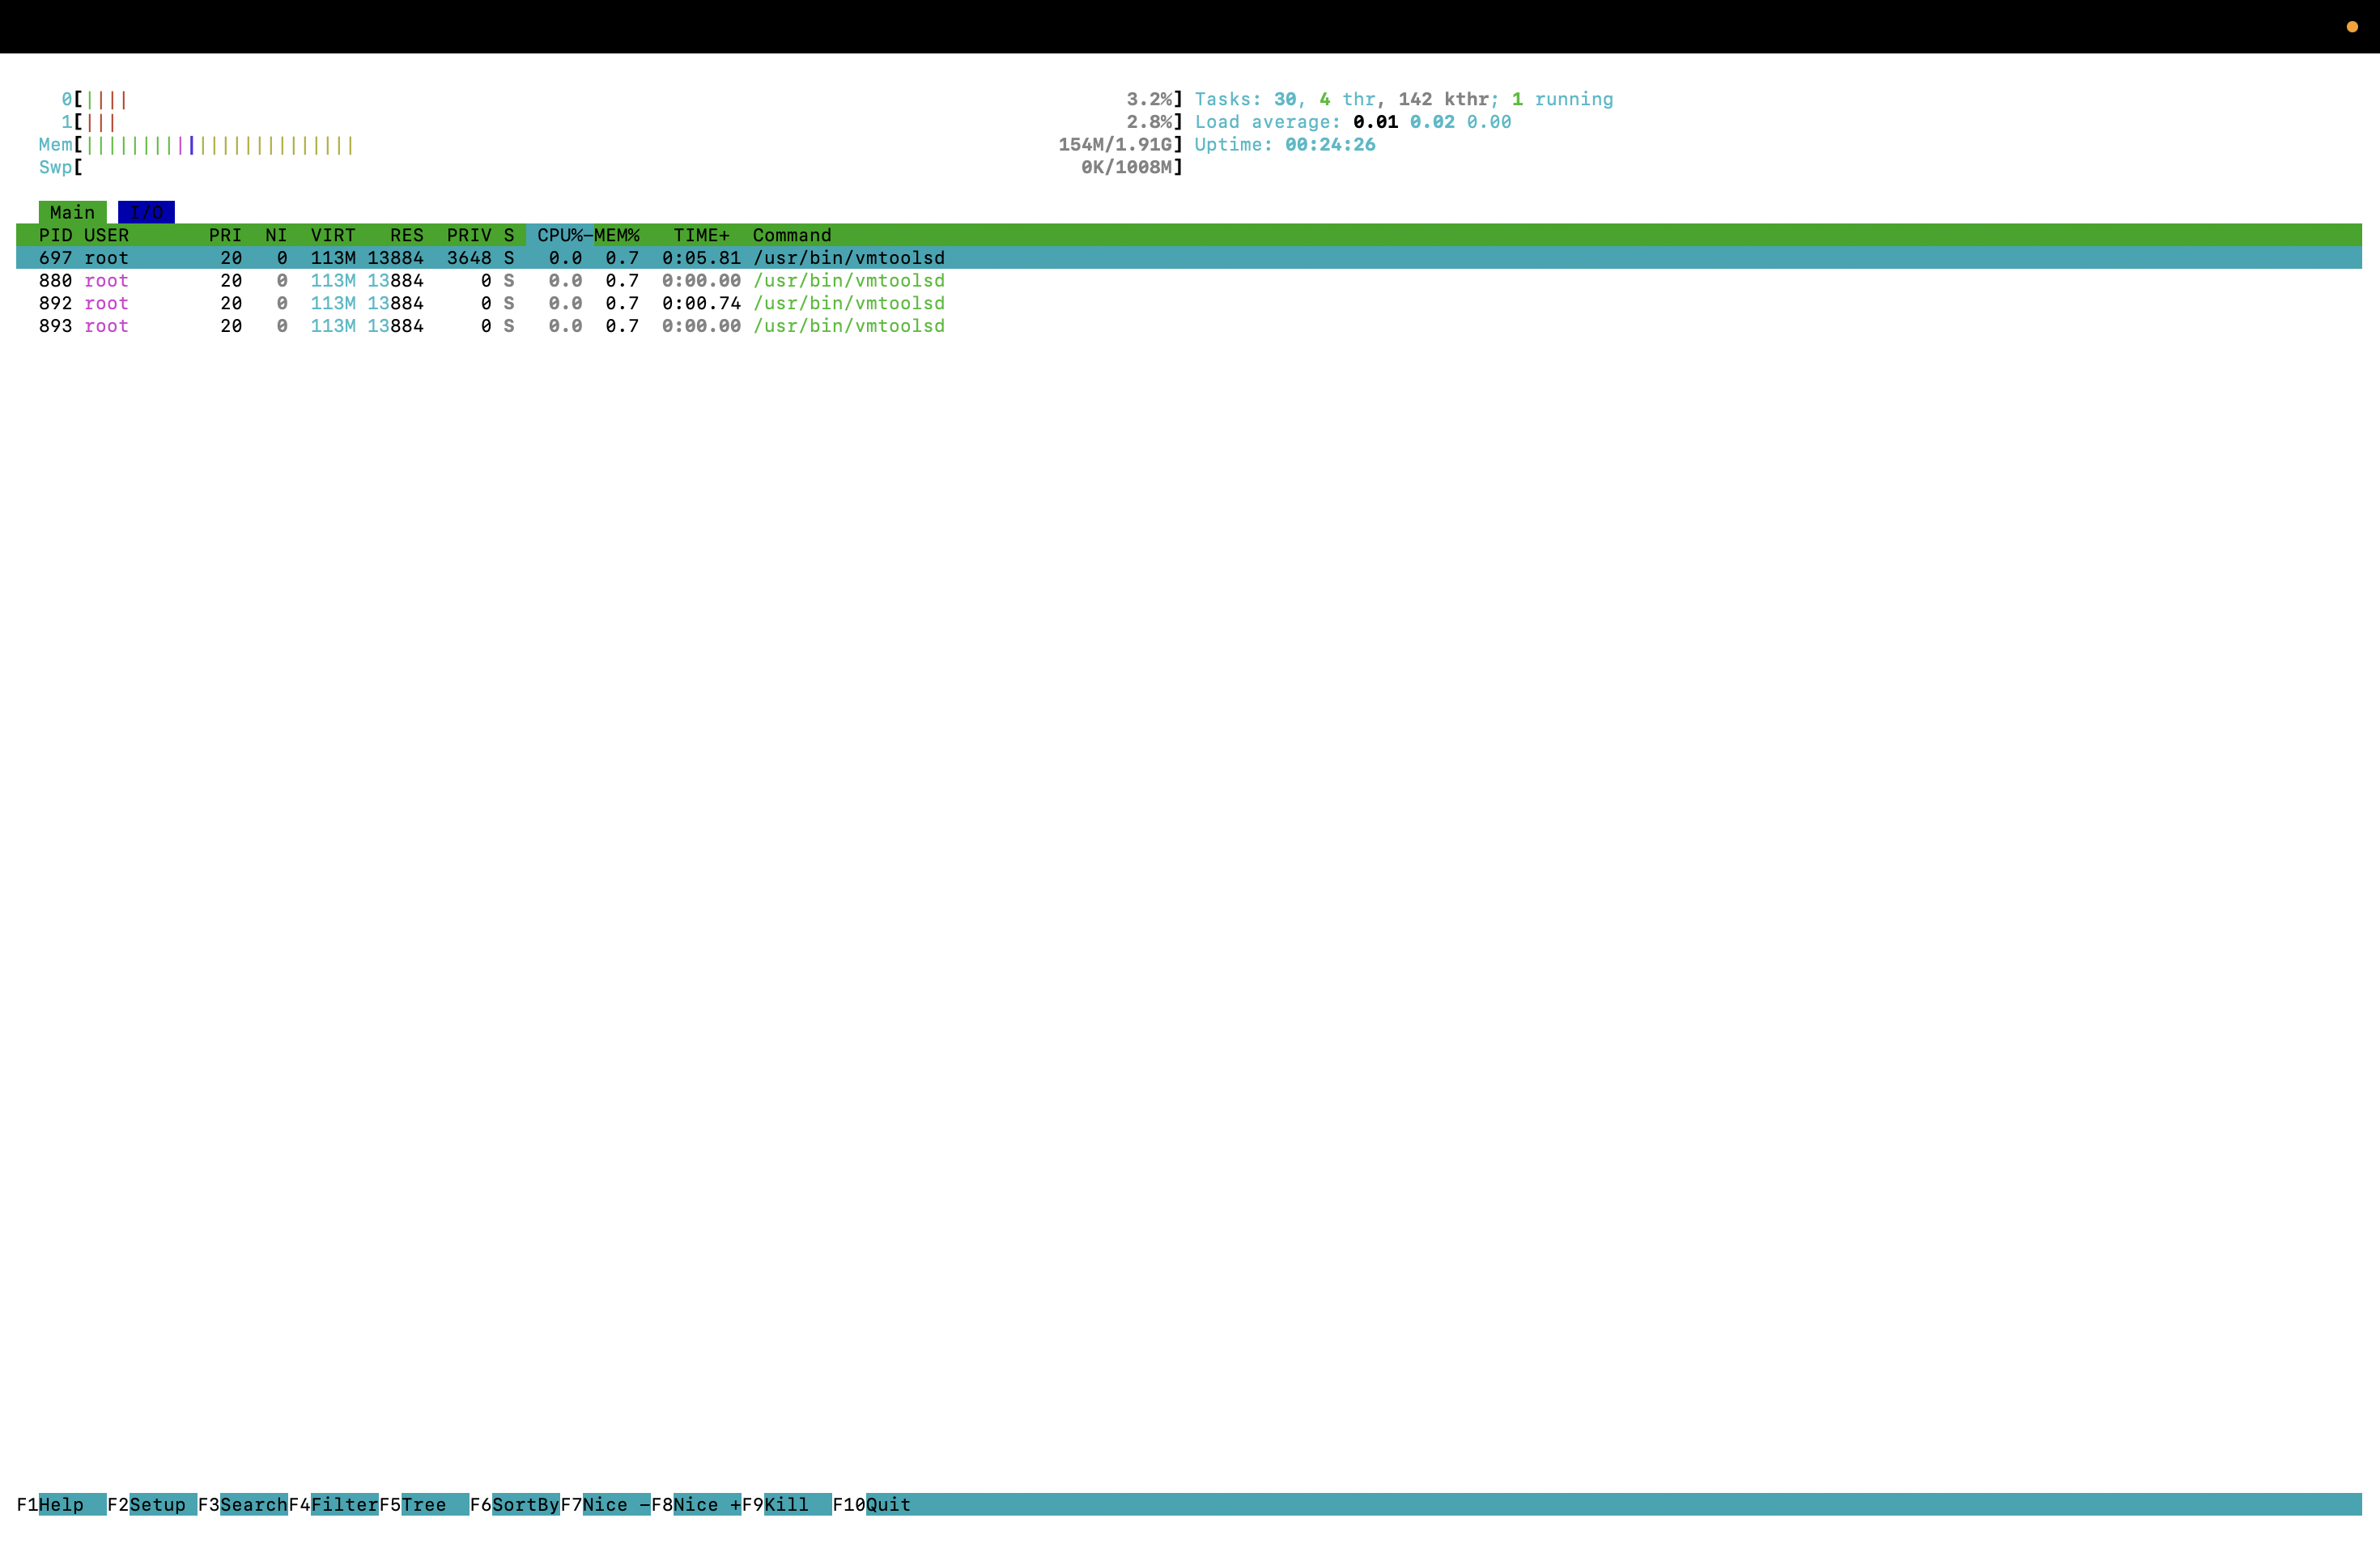 0[|||| 3.2%] Tasks: 30, 4 thr, 142 kthr; 1 running
1[||| 2.8%] Load average: 0.01 0.02 0.00
Mem[|||||||||||||||||||||||| 154M/1.91G] Uptime: 00:24:26
Swp[ 0K/1008M]
Main I/O
PID USER PRI NI VIRT RES PRIV S CPU%-MEM% TIME+ Command
697 root 20 0 113M 13884 3648 S 0.0 0.7 0:05.81 /usr/bin/vmtoolsd
880 root 20 0 113M 13884 0 S 0.0 0.7 0:00.00 /usr/bin/vmtoolsd
892 root 20 0 113M 13884 0 S 0.0 0.7 0:00.74 /usr/bin/vmtoolsd
893 root 20 0 113M 13884 0 S 0.0 0.7 0:00.00 /usr/bin/vmtoolsd
F1Help F2Setup F3SearchF4FilterF5Tree F6SortByF7Nice -F8Nice +F9Kill F10Quit